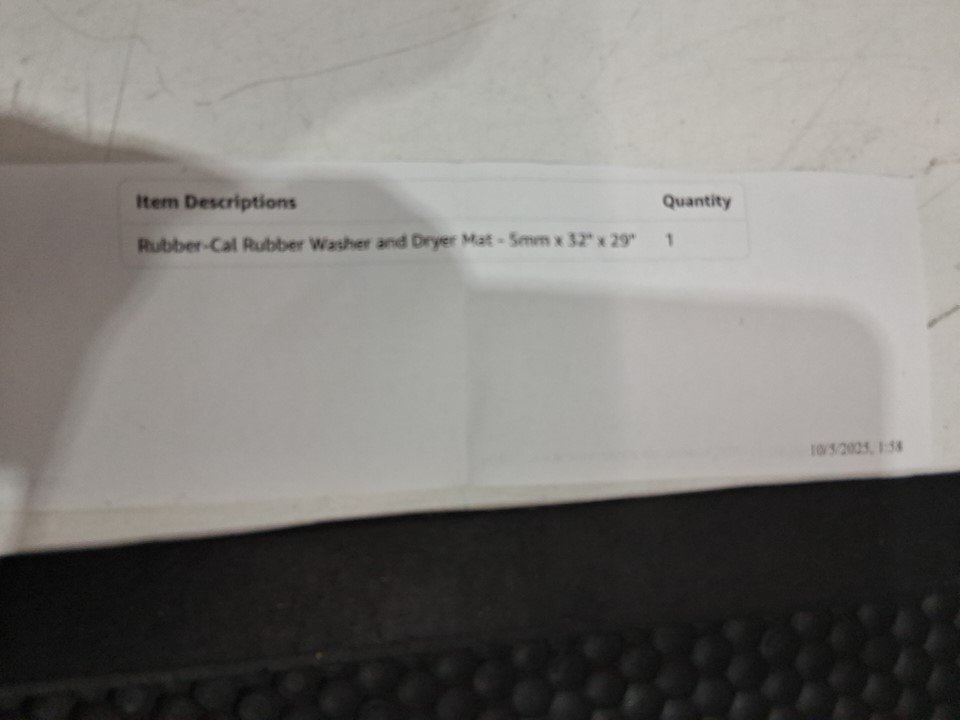 Item Descriptions Quantity
Rubber-Cal Rubber Washer and Dryer Mat - 5mm x 32" x 29" 1
10/5/2025, 1:58